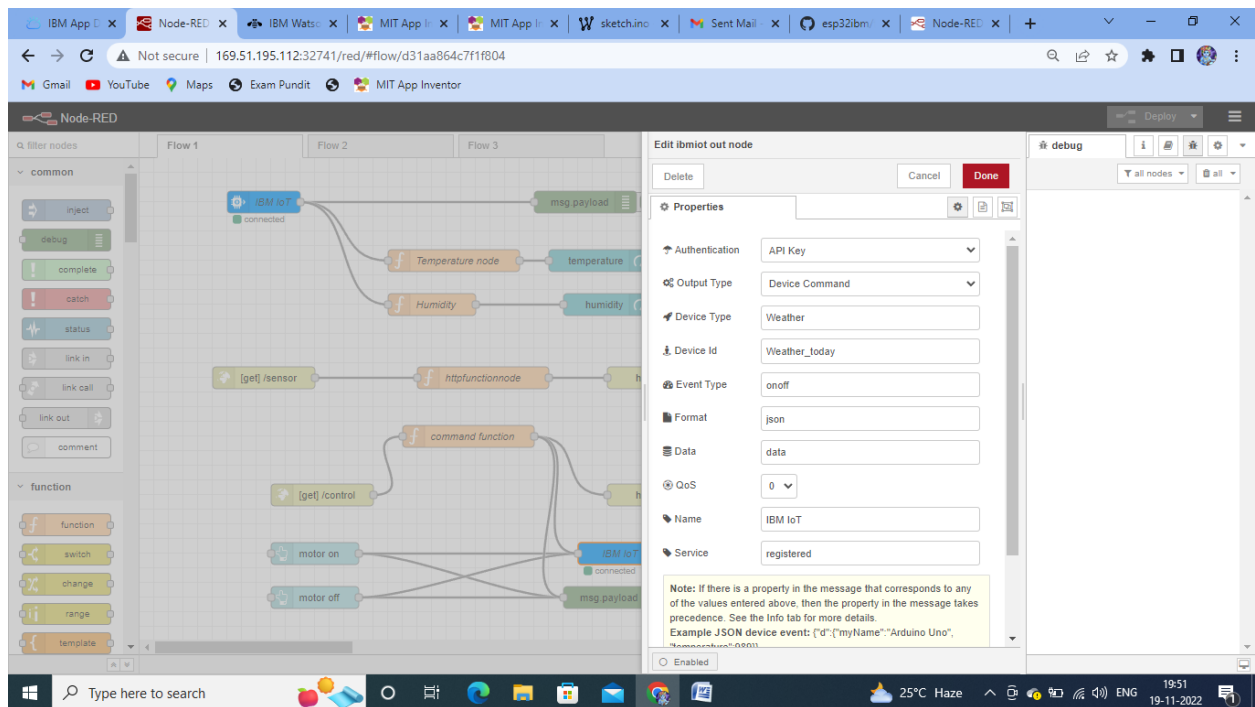 IBM App D
Node-RED
IBM Watso
MIT App In
MIT App In
sketch.ino
Sent Mail -
esp32ibm/
Node-RED
Not secure | 169.51.195.112:32741/red/#flow/d31aa864c7f1f804
Gmail YouTube Maps Exam Pundit MIT App Inventor
Node-RED
Deploy
filter nodes
Flow 1 Flow 2 Flow 3
common
inject
debug
complete
catch
status
link in
link call
link out
comment
function
function
switch
change
range
template
IBM IoT
connected
msg.payload
Temperature node
temperature
Humidity
humidity
[get] /sensor
httpfunctionnode
h
command function
[get] /control
h
motor on
IBM IoT
connected
motor off
msg.payload
Edit ibmiot out node
Delete Cancel Done
Properties
Authentication API Key
Output Type Device Command
Device Type Weather
Device Id Weather_today
Event Type onoff
Format json
Data data
QoS 0
Name IBM IoT
Service registered
Note: If there is a property in the message that corresponds to any
of the values entered above, then the property in the message takes
precedence. See the Info tab for more details.
Example JSON device event: {"d":{"myName":"Arduino Uno",
"temperature":989}}
Enabled
debug
all nodes
all
Type here to search
25°C Haze
ENG
19:51
19-11-2022
1